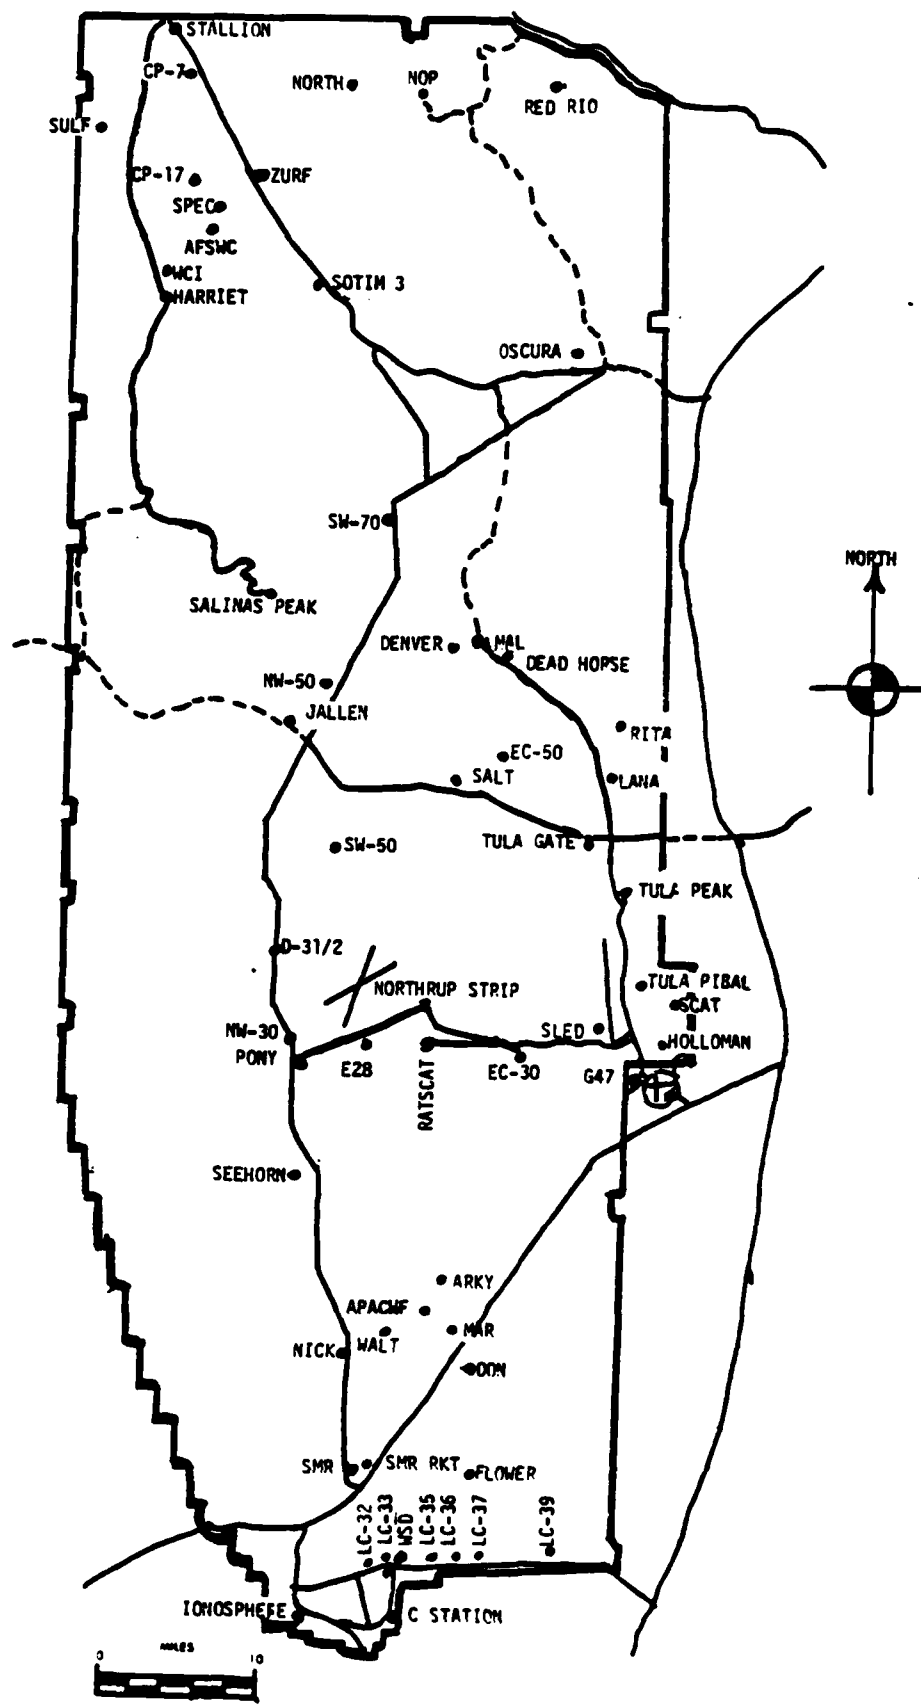 STALLION
CP-7
NORTH
NOP
RED RIO
SULF
CP-17
ZURF
SPEC
AFSWC
WCI
HARRIET
SOTIM 3
OSCURA
SW-70
NORTH
SALINAS PEAK
DENVER
MAL
DEAD HORSE
NW-50
JALLEN
RITA
EC-50
SALT
LANA
TULA GATE
SW-50
TULA PEAK
D-31/2
TULA PIBAL
NORTHRUP STRIP
SCAT
NW-30
SLED
HOLLOMAN
PONY
E28
RATSCAT
EC-30
G47
SEEHORN
ARKY
APACWF
MAR
NICK
WALT
DON
SMR
SMR RKT
FLOWER
LC-32
LC-33
WSD
LC-35
LC-36
LC-37
LC-39
IONOSPHERE
C STATION
MILES
0
10